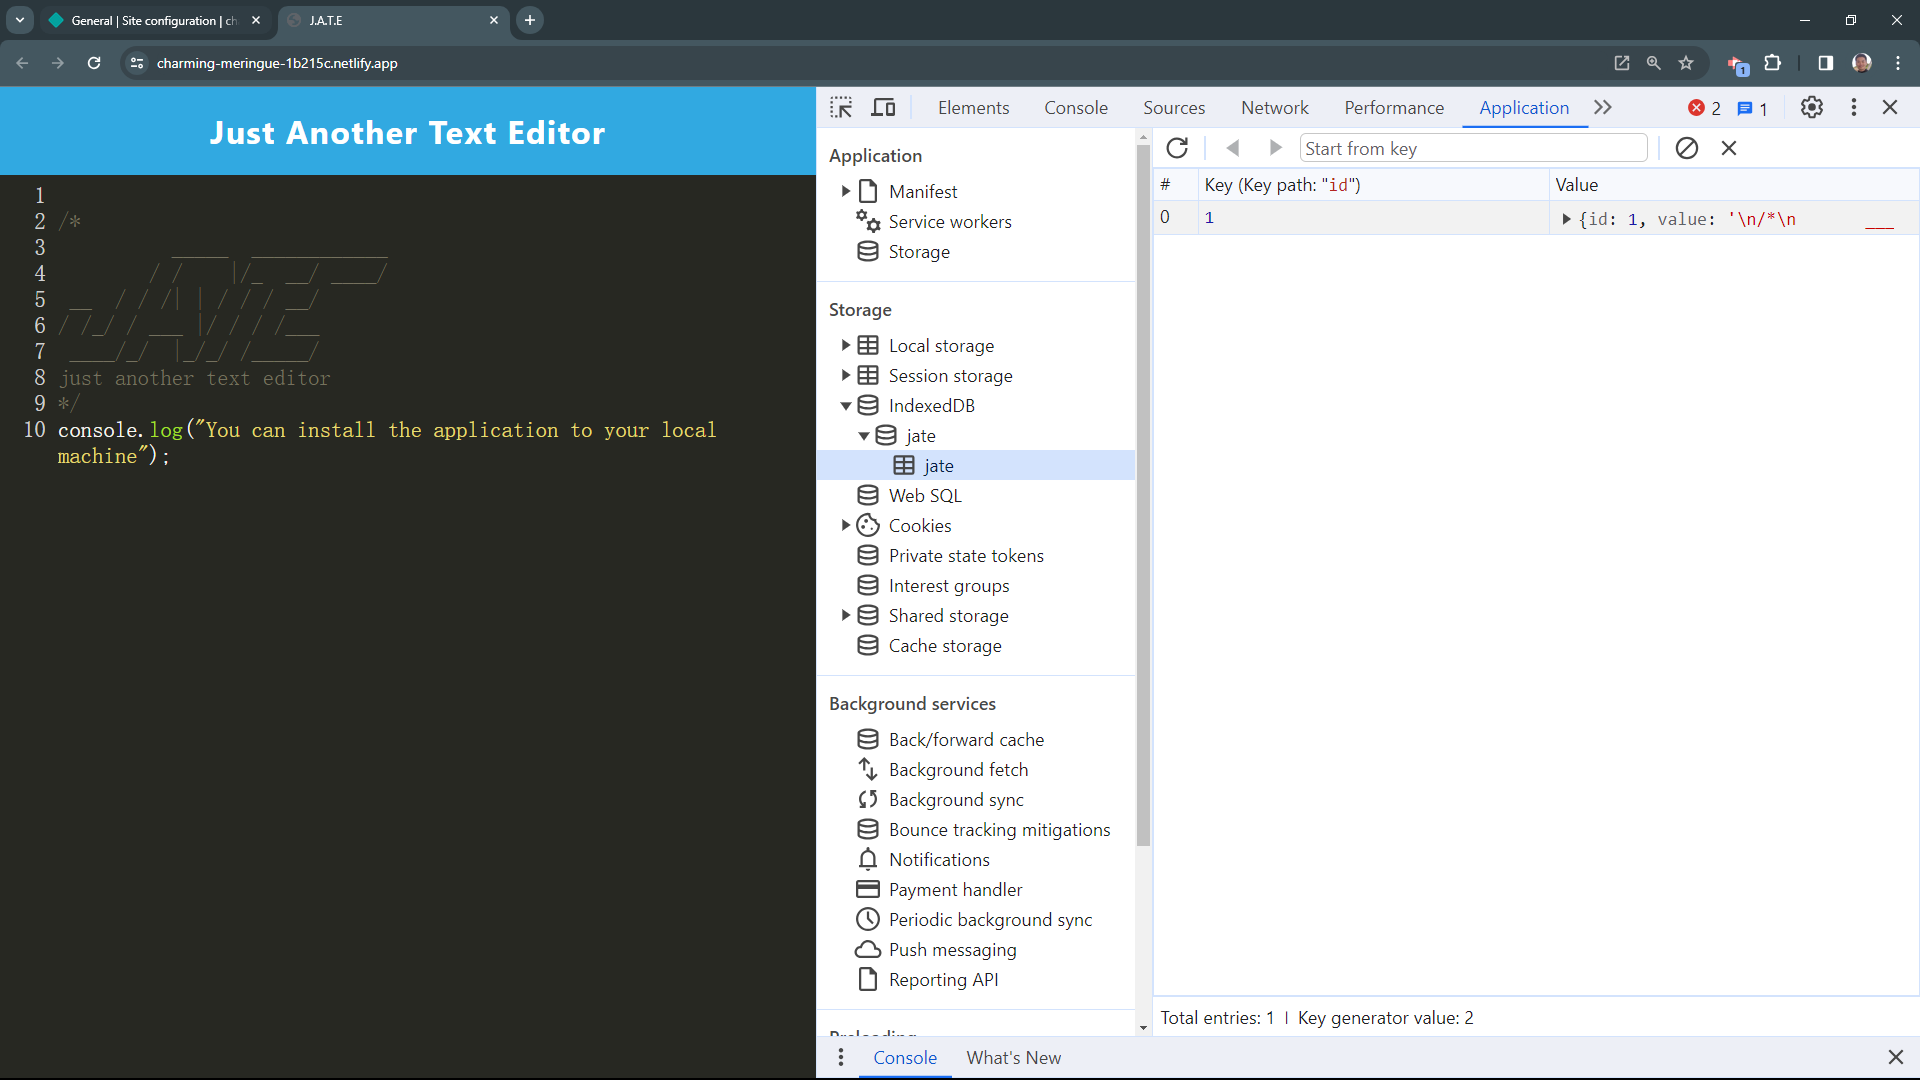 General | Site configuration | ch
J.A.T.E
charming-meringue-1b215c.netlify.app
1
Just Another Text Editor
1
2 /*
3         _____  ____________
4        / /    |/_  __/ ____/
5  __  / / /| | / / / __/
6 / /_/ / ___ |/ / / /___
7  ____/_/  |_/_/ /_____/
8 just another text editor
9 */
10 console.log("You can install the application to your local
machine");
Elements Console Sources Network Performance Application 2 1
Application
Manifest
Service workers
Storage
Storage
Local storage
Session storage
IndexedDB
jate
jate
Web SQL
Cookies
Private state tokens
Interest groups
Shared storage
Cache storage
Background services
Back/forward cache
Background fetch
Background sync
Bounce tracking mitigations
Notifications
Payment handler
Periodic background sync
Push messaging
Reporting API
Preloading
Start from key
# Key (Key path: "id") Value
0 1 {id: 1, value: '\n/*\n       ___
Total entries: 1 | Key generator value: 2
Console What's New